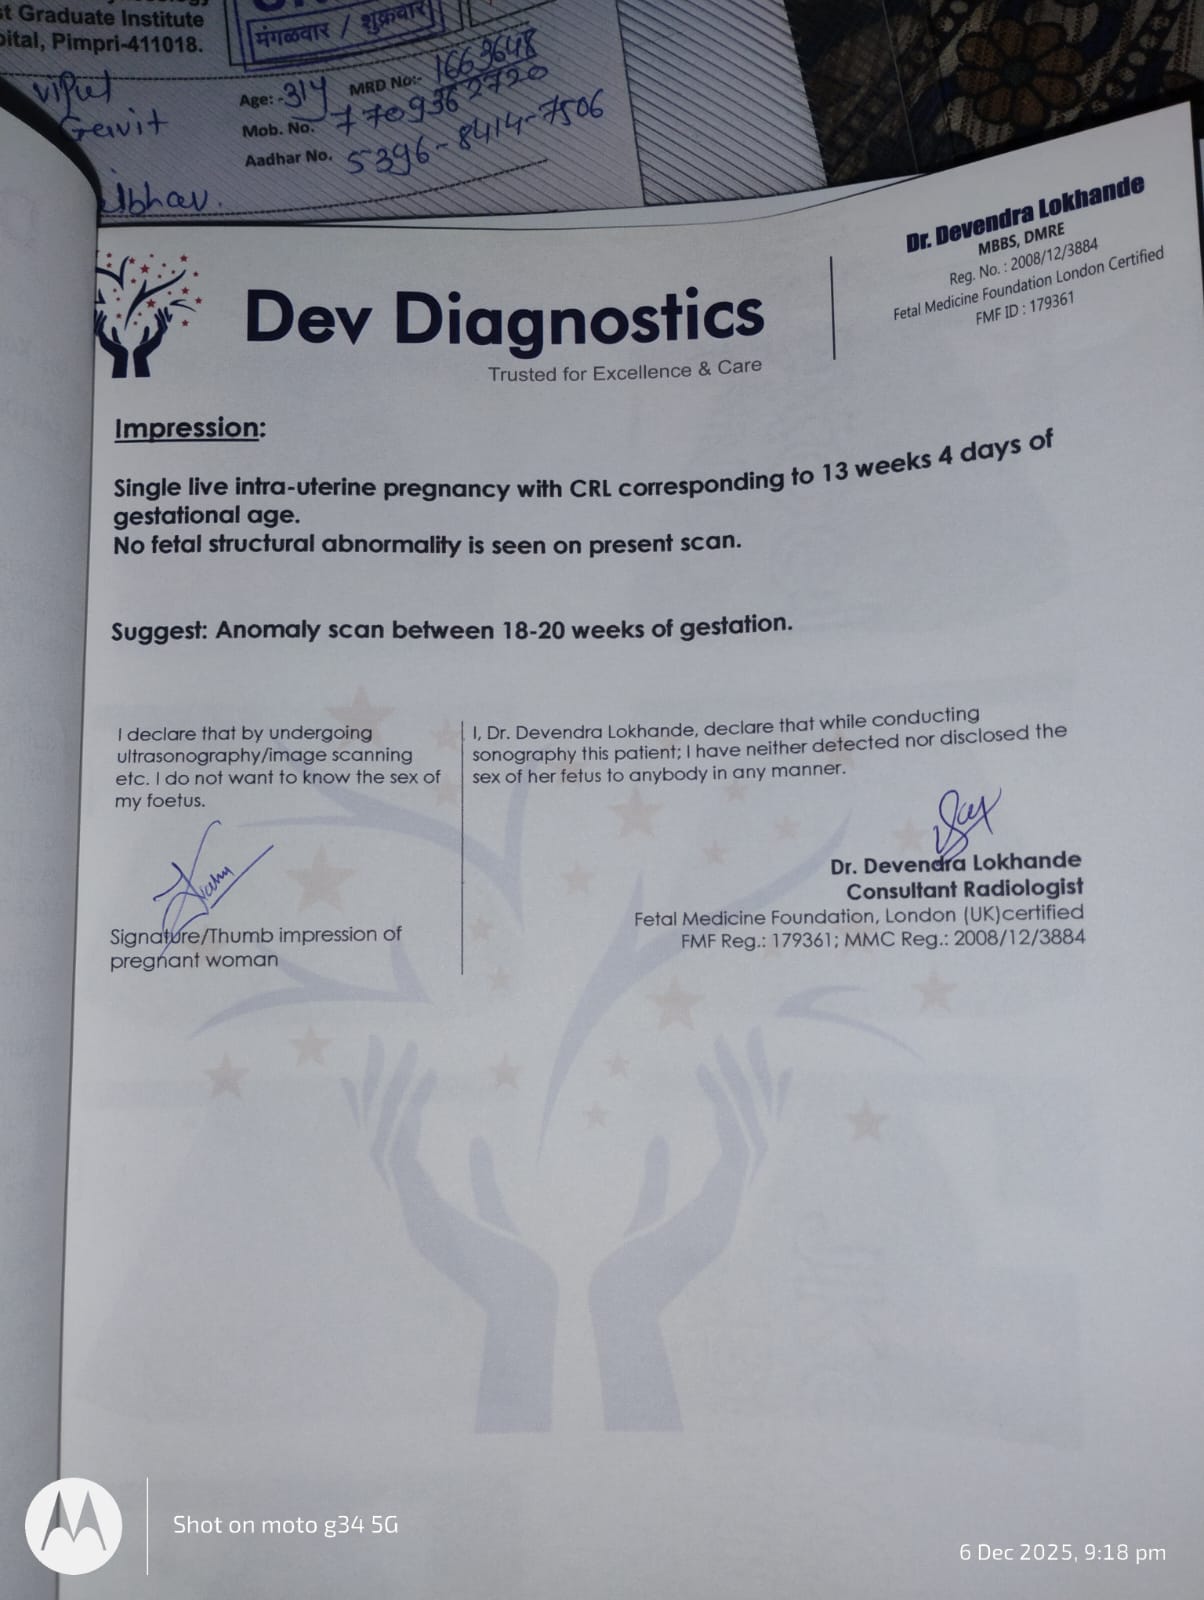 t Graduate Institute
pital, Pimpri-411018.
मंगळवार / शुक्रवार
Vipul
Age:- 31y MRD No:- 1663648
Gavit
Mob. No. 7709362720
Aadhar No. 5396-8414-7506
Dev Diagnostics
Trusted for Excellence & Care
Dr. Devendra Lokhande
MBBS, DMRE
Reg. No. : 2008/12/3884
Fetal Medicine Foundation London Certified
FMF ID : 179361
Impression:
Single live intra-uterine pregnancy with CRL corresponding to 13 weeks 4 days of
gestational age.
No fetal structural abnormality is seen on present scan.
Suggest: Anomaly scan between 18-20 weeks of gestation.
I declare that by undergoing
ultrasonography/image scanning
etc. I do not want to know the sex of
my foetus.
Signature/Thumb impression of
pregnant woman
I, Dr. Devendra Lokhande, declare that while conducting
sonography this patient; I have neither detected nor disclosed the
sex of her fetus to anybody in any manner.
Dr. Devendra Lokhande
Consultant Radiologist
Fetal Medicine Foundation, London (UK)certified
FMF Reg.: 179361; MMC Reg.: 2008/12/3884
Shot on moto g34 5G
6 Dec 2025, 9:18 pm